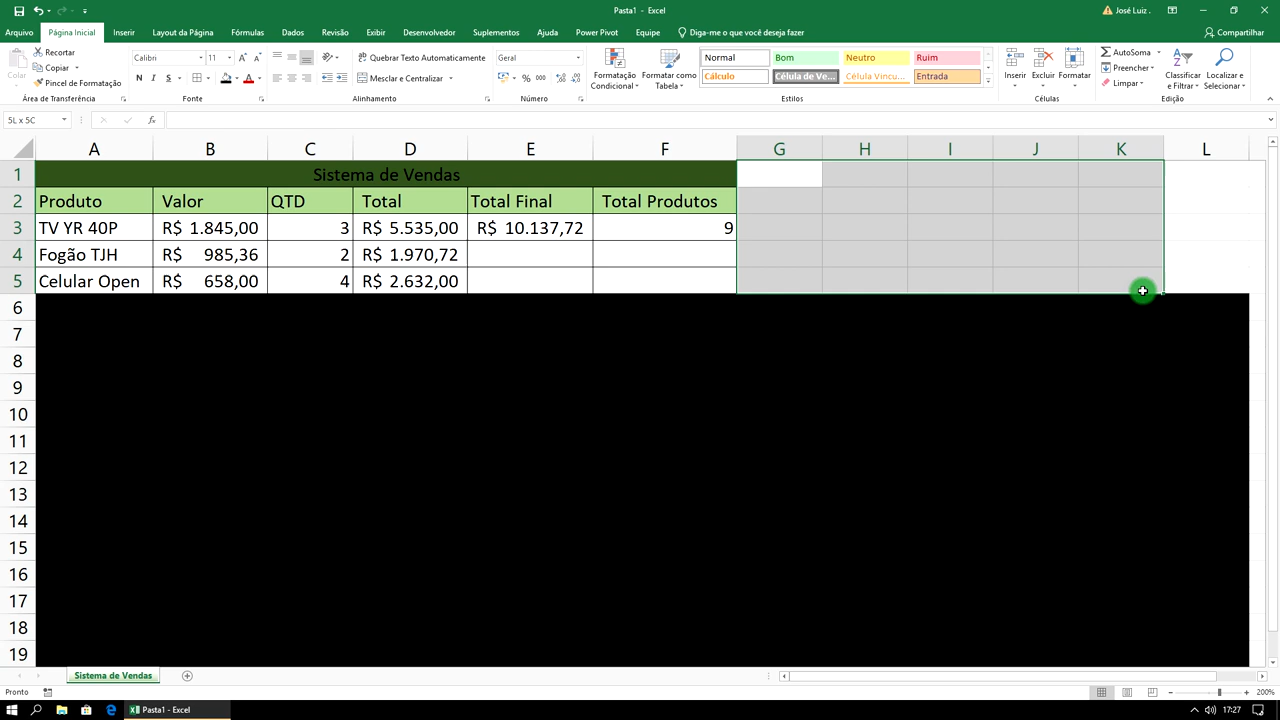 Pasta1 - Excel
José Luiz .
Arquivo
Página Inicial
Inserir
Layout da Página
Fórmulas
Dados
Revisão
Exibir
Desenvolvedor
Suplementos
Ajuda
Power Pivot
Equipe
Diga-me o que você deseja fazer
Compartilhar
Colar
Recortar
Copiar
Pincel de Formatação
Área de Transferência
Calibri
11
N I S
Fonte
Quebrar Texto Automaticamente
Mesclar e Centralizar
Alinhamento
Geral
% 000
Número
Formatação Condicional
Formatar como Tabela
Normal
Bom
Neutro
Ruim
Cálculo
Célula de Ve...
Célula Vincu...
Entrada
Estilos
Inserir
Excluir
Formatar
Células
AutoSoma
Preencher
Limpar
Classificar e Filtrar
Localizar e Selecionar
Edição
5L x 5C
fx
A B C D E F G H I J K L
1 Sistema de Vendas
2 Produto Valor QTD Total Total Final Total Produtos
3 TV YR 40P R$ 1.845,00 3 R$ 5.535,00 R$ 10.137,72 9
4 Fogão TJH R$ 985,36 2 R$ 1.970,72
5 Celular Open R$ 658,00 4 R$ 2.632,00
6
7
8
9
10
11
12
13
14
15
16
17
18
19
Sistema de Vendas
Pronto
200%
Pasta1 - Excel
17:27